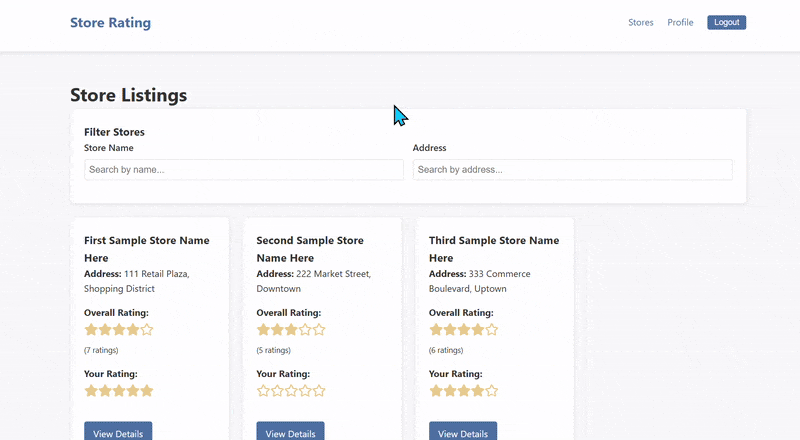 Store Rating
Stores
Profile
Logout
Store Listings
Filter Stores
Store Name
Address
Search by name...
Search by address...
First Sample Store Name
Here
Address: 111 Retail Plaza,
Shopping District
Overall Rating:
(7 ratings)
Your Rating:
View Details
Second Sample Store
Name Here
Address: 222 Market Street,
Downtown
Overall Rating:
(5 ratings)
Your Rating:
View Details
Third Sample Store Name
Here
Address: 333 Commerce
Boulevard, Uptown
Overall Rating:
(6 ratings)
Your Rating:
View Details